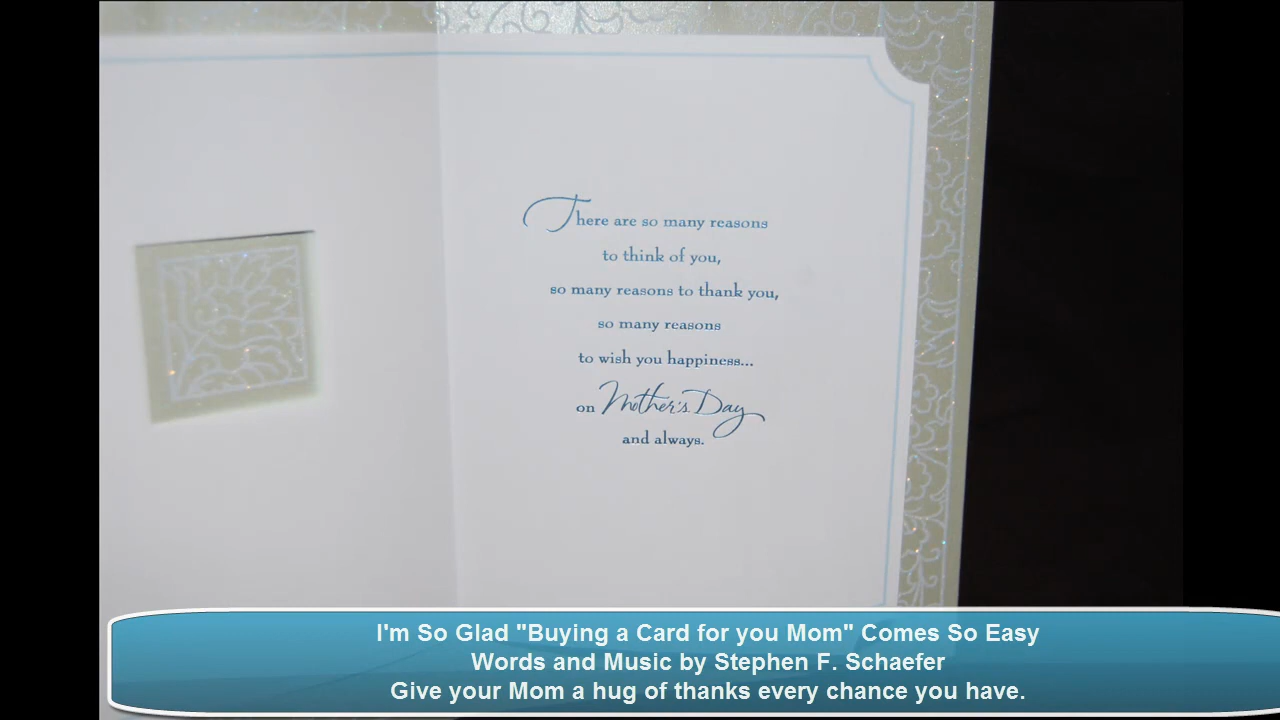 There are so many reasons
to think of you,
so many reasons to thank you,
so many reasons
to wish you happiness...
on Mother's Day
and always.
I'm So Glad "Buying a Card for you Mom" Comes So Easy
Words and Music by Stephen F. Schaefer
Give your Mom a hug of thanks every chance you have.